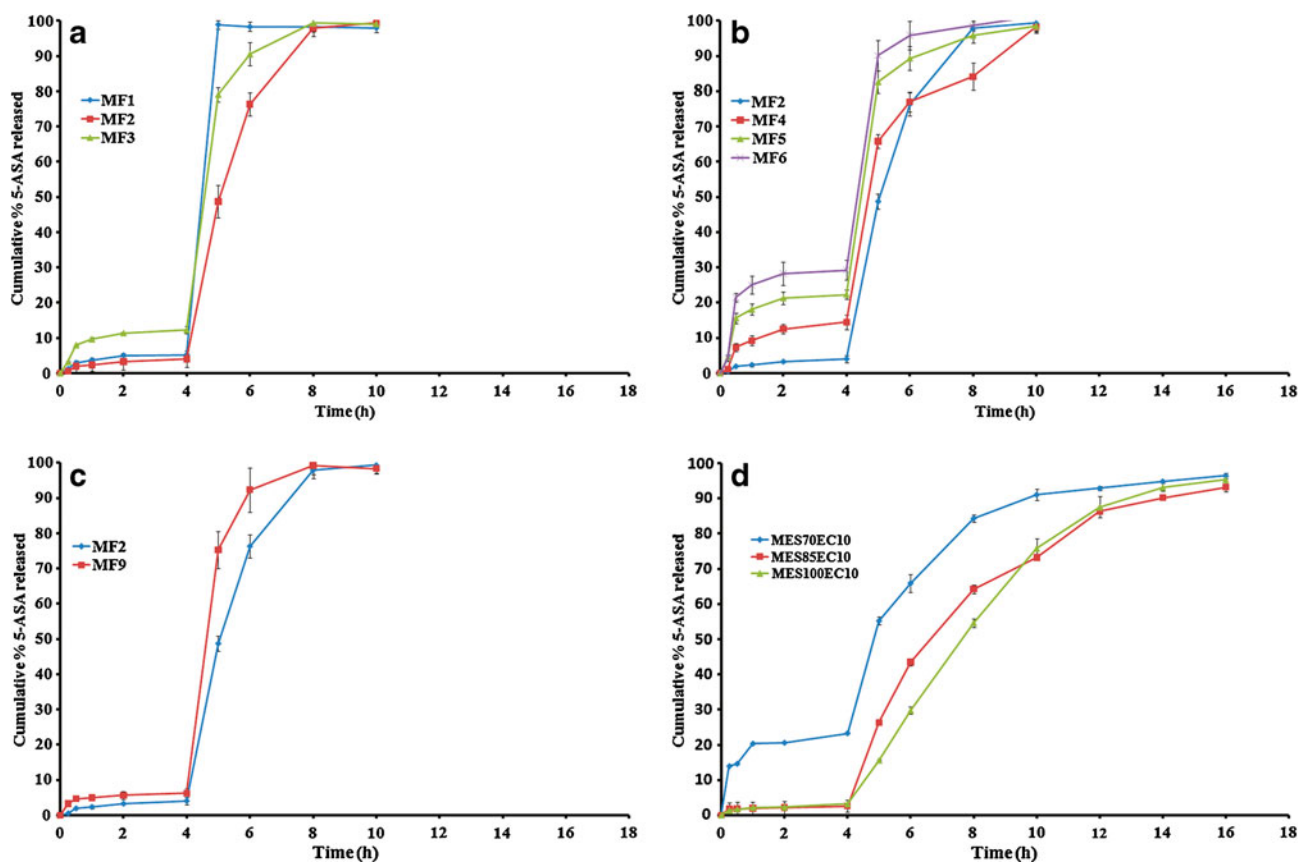 a
Cumulative % 5-ASA released
100
90
80
70
60
50
40
30
20
10
0
MF1
MF2
MF3
0 2 4 6 8 10 12 14 16 18
Time (h)
b
Cumulative % 5-ASA released
100
90
80
70
60
50
40
30
20
10
0
MF2
MF4
MF5
MF6
0 2 4 6 8 10 12 14 16 18
Time (h)
c
Cumulative % 5-ASA released
100
90
80
70
60
50
40
30
20
10
0
MF2
MF9
0 2 4 6 8 10 12 14 16 18
Time (h)
d
Cumulative % 5-ASA released
100
90
80
70
60
50
40
30
20
10
0
MES70EC10
MES85EC10
MES100EC10
0 2 4 6 8 10 12 14 16 18
Time (h)